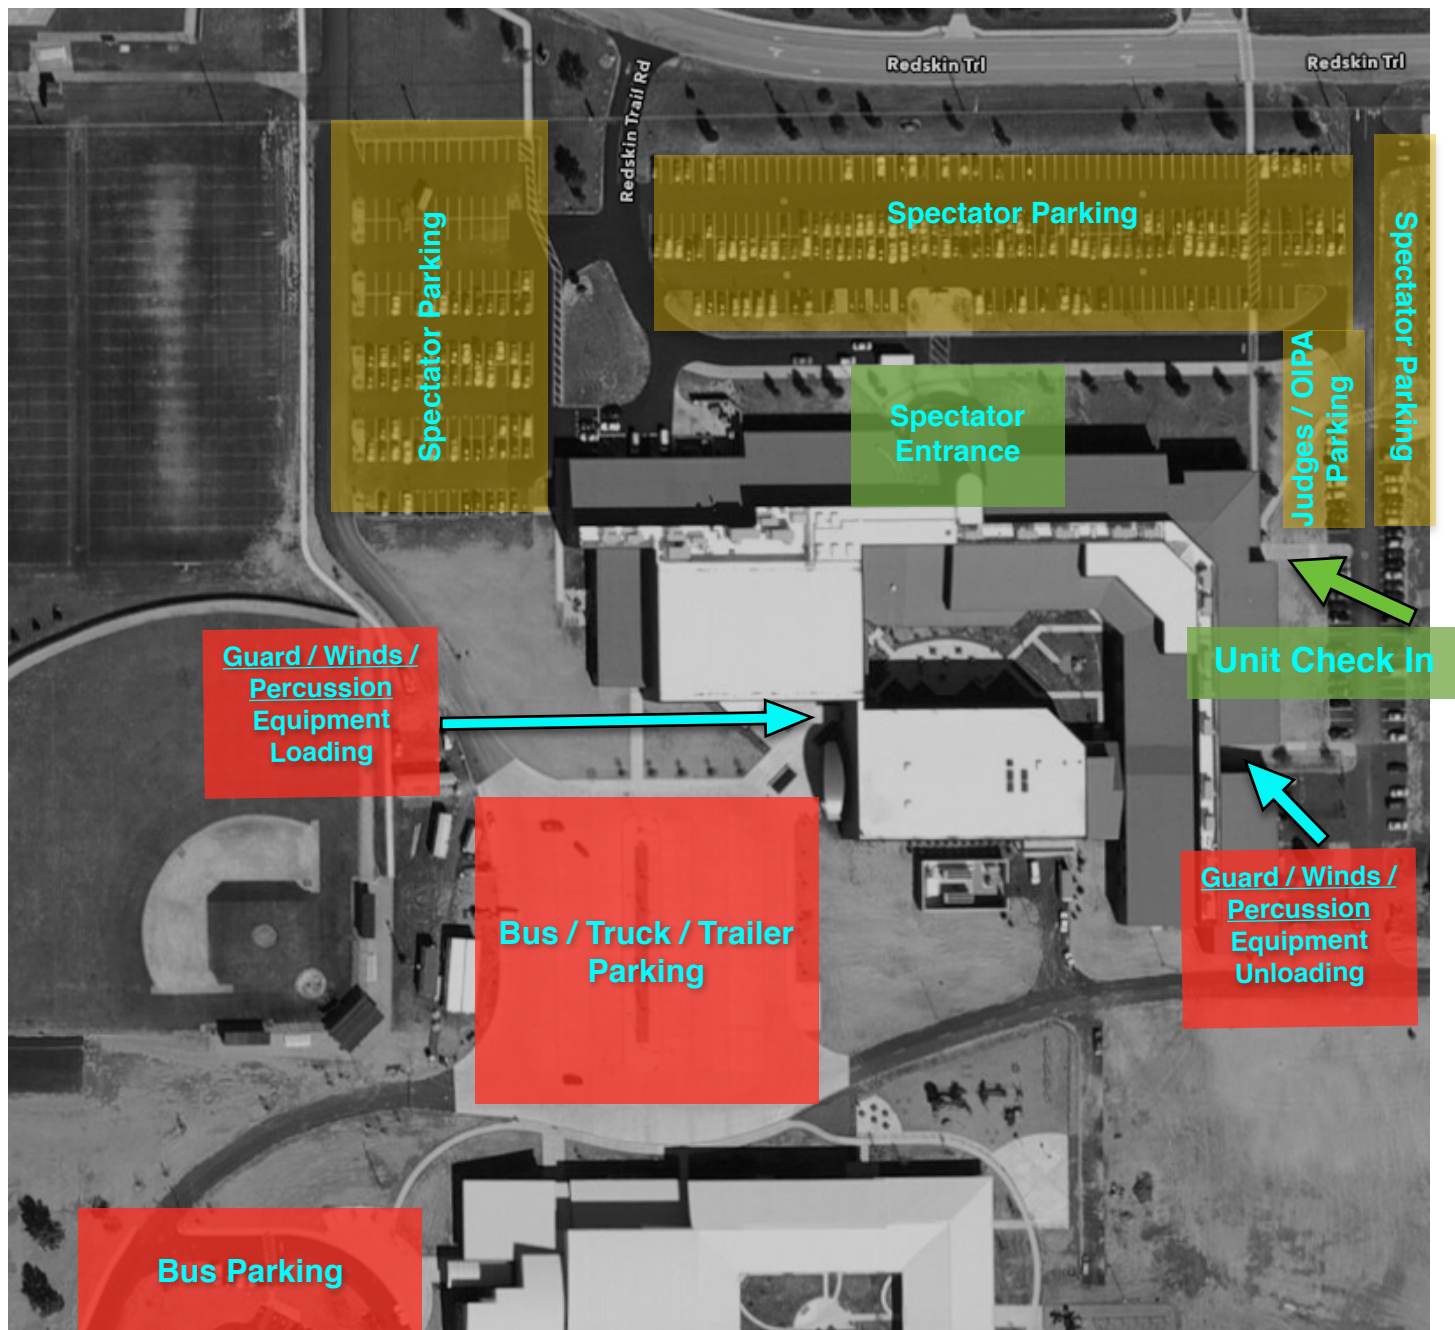 Redskin Trl
Redskin Trl
Redskin Trail Rd
Spectator Parking
Spectator Parking
Spectator Parking
Judges / OIPA
Parking
Spectator
Entrance
Unit Check In
Guard / Winds /
Percussion
Equipment
Loading
Guard / Winds /
Percussion
Equipment
Unloading
Bus / Truck / Trailer
Parking
Bus Parking